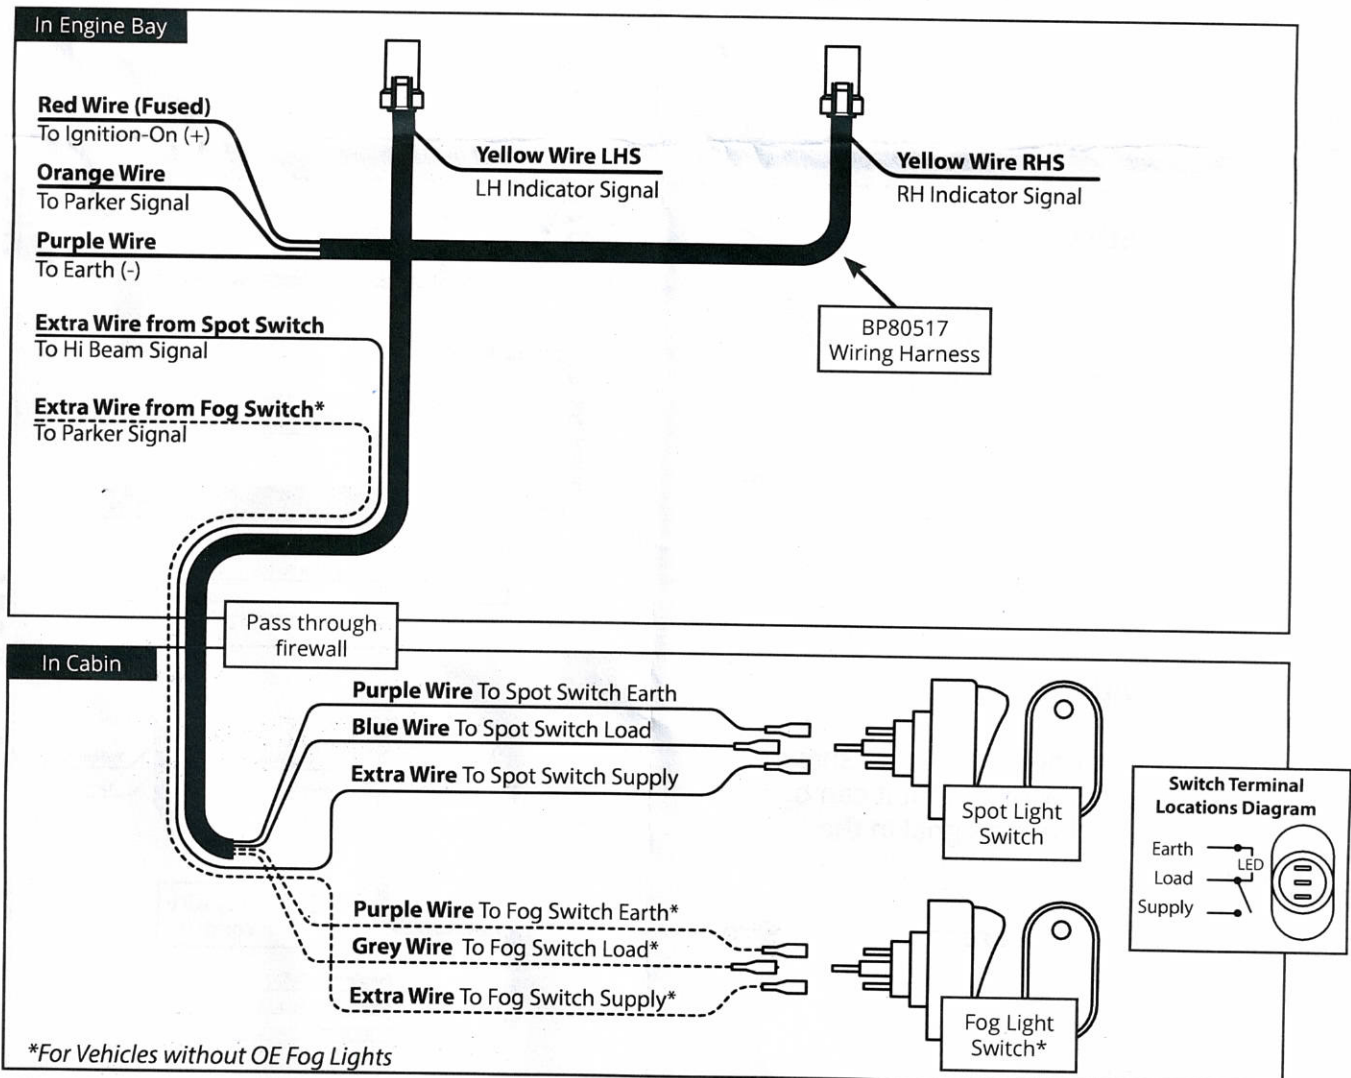 In Engine Bay
Red Wire (Fused)
To Ignition-On (+)
Orange Wire
To Parker Signal
Purple Wire
To Earth (-)
Extra Wire from Spot Switch
To Hi Beam Signal
Extra Wire from Fog Switch*
To Parker Signal
Yellow Wire LHS
LH Indicator Signal
Yellow Wire RHS
RH Indicator Signal
BP80517
Wiring Harness
Pass through
firewall
In Cabin
Purple Wire To Spot Switch Earth
Blue Wire To Spot Switch Load
Extra Wire To Spot Switch Supply
Spot Light
Switch
Purple Wire To Fog Switch Earth*
Grey Wire To Fog Switch Load*
Extra Wire To Fog Switch Supply*
Fog Light
Switch*
Switch Terminal
Locations Diagram
Earth
LED
Load
Supply
*For Vehicles without OE Fog Lights